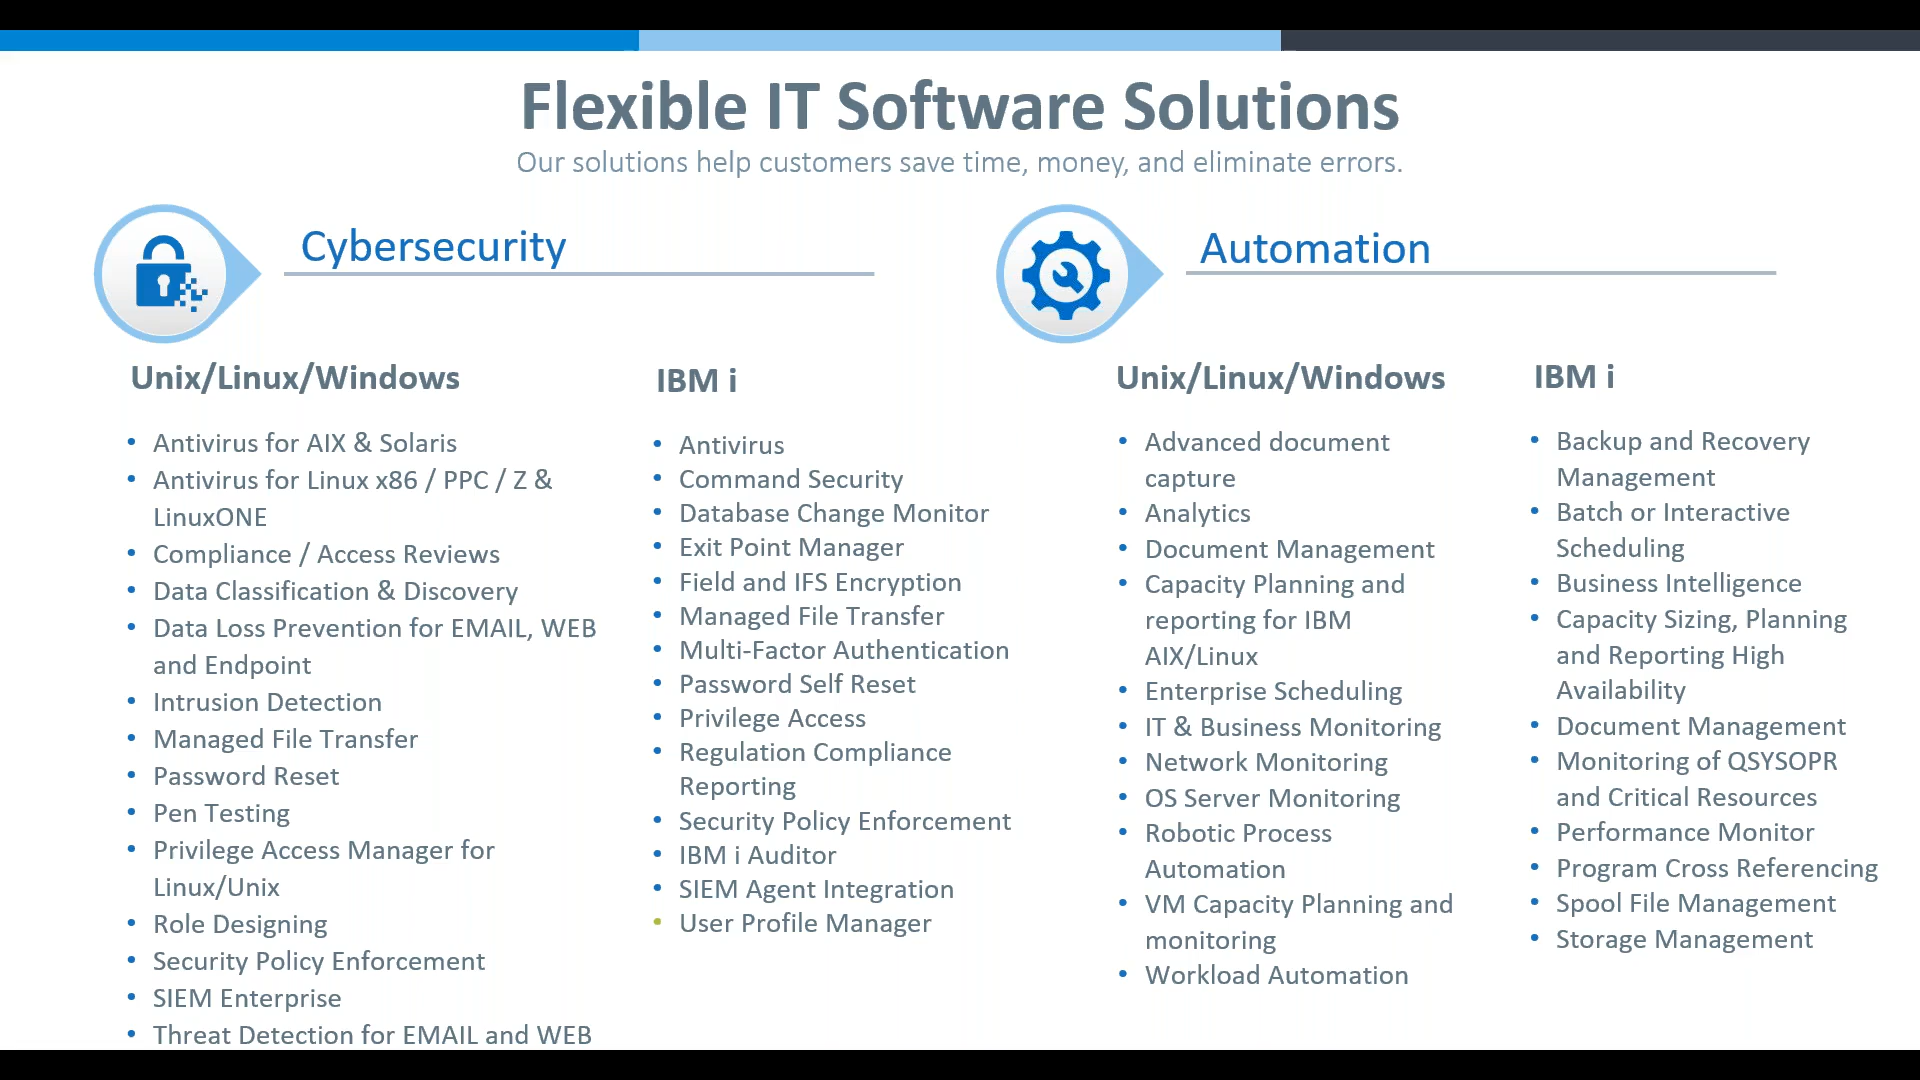 Flexible IT Software Solutions
Our solutions help customers save time, money, and eliminate errors.
Cybersecurity
Unix/Linux/Windows
• Antivirus for AIX & Solaris
• Antivirus for Linux x86 / PPC / Z &
LinuxONE
• Compliance / Access Reviews
• Data Classification & Discovery
• Data Loss Prevention for EMAIL, WEB
and Endpoint
• Intrusion Detection
• Managed File Transfer
• Password Reset
• Pen Testing
• Privilege Access Manager for
Linux/Unix
• Role Designing
• Security Policy Enforcement
• SIEM Enterprise
• Threat Detection for EMAIL and WEB
IBM i
• Antivirus
• Command Security
• Database Change Monitor
• Exit Point Manager
• Field and IFS Encryption
• Managed File Transfer
• Multi-Factor Authentication
• Password Self Reset
• Privilege Access
• Regulation Compliance
Reporting
• Security Policy Enforcement
• IBM i Auditor
• SIEM Agent Integration
• User Profile Manager
Automation
Unix/Linux/Windows
• Advanced document
capture
• Analytics
• Document Management
• Capacity Planning and
reporting for IBM
AIX/Linux
• Enterprise Scheduling
• IT & Business Monitoring
• Network Monitoring
• OS Server Monitoring
• Robotic Process
Automation
• VM Capacity Planning and
monitoring
• Workload Automation
IBM i
• Backup and Recovery
Management
• Batch or Interactive
Scheduling
• Business Intelligence
• Capacity Sizing, Planning
and Reporting High
Availability
• Document Management
• Monitoring of QSYSOPR
and Critical Resources
• Performance Monitor
• Program Cross Referencing
• Spool File Management
• Storage Management